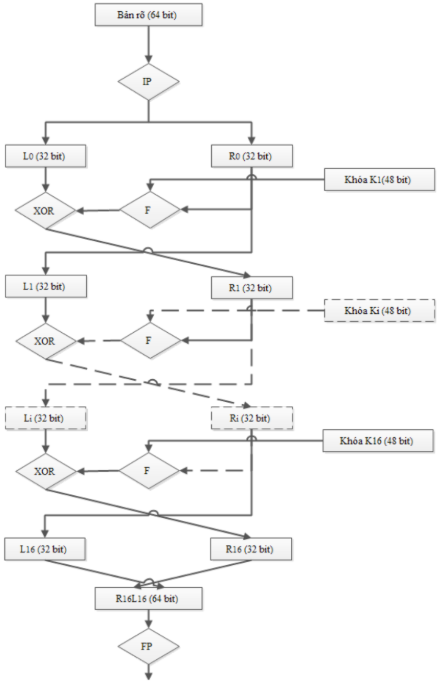 Bản rõ (64 bit)
IP
L0 (32 bit)
R0 (32 bit)
Khóa K1(48 bit)
XOR
F
L1 (32 bit)
R1 (32 bit)
Khóa Ki (48 bit)
XOR
F
Li (32 bit)
Ri (32 bit)
Khóa K16 (48 bit)
XOR
F
L16 (32 bit)
R16 (32 bit)
R16L16 (64 bit)
FP